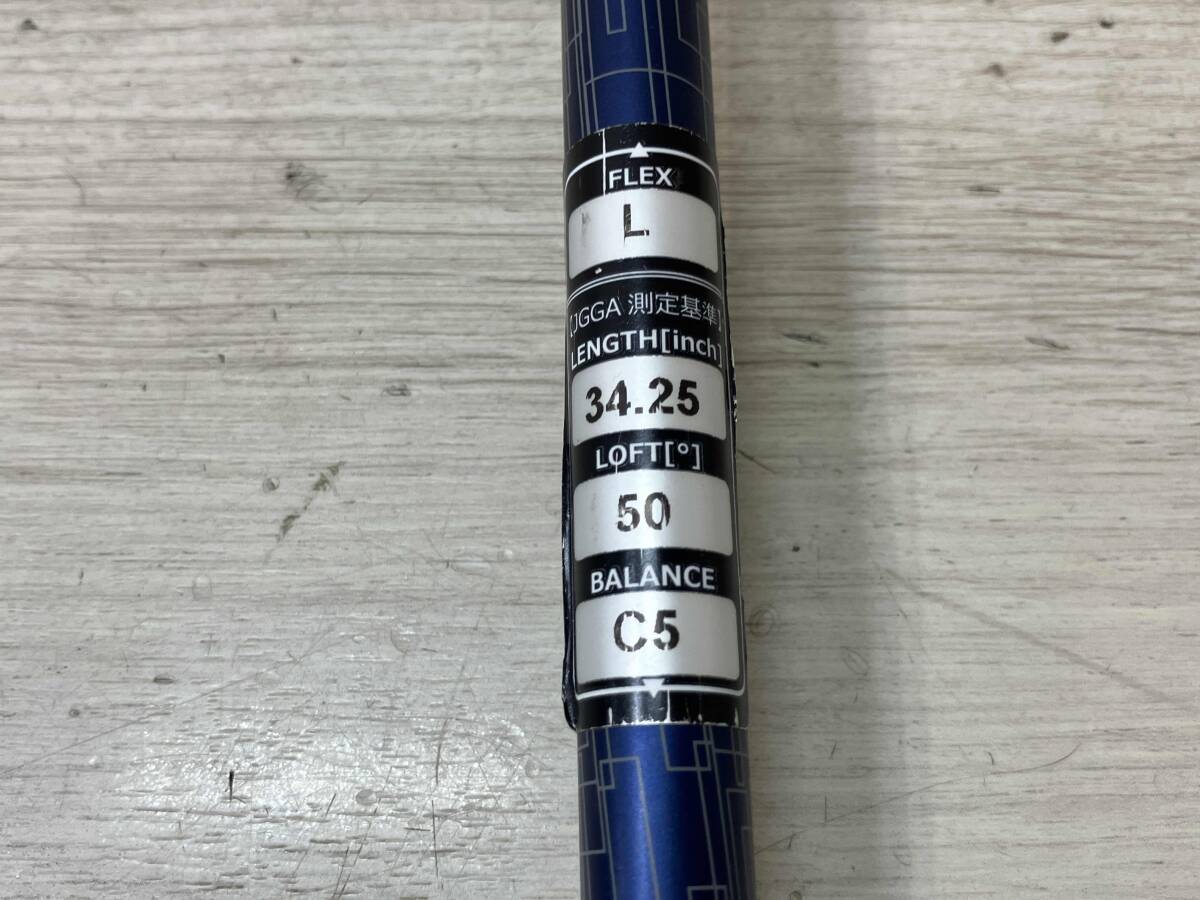 FLEX
L
[JGGA 測定基準]
LENGTH[inch]
34.25
LOFT[°]
50
BALANCE
C5